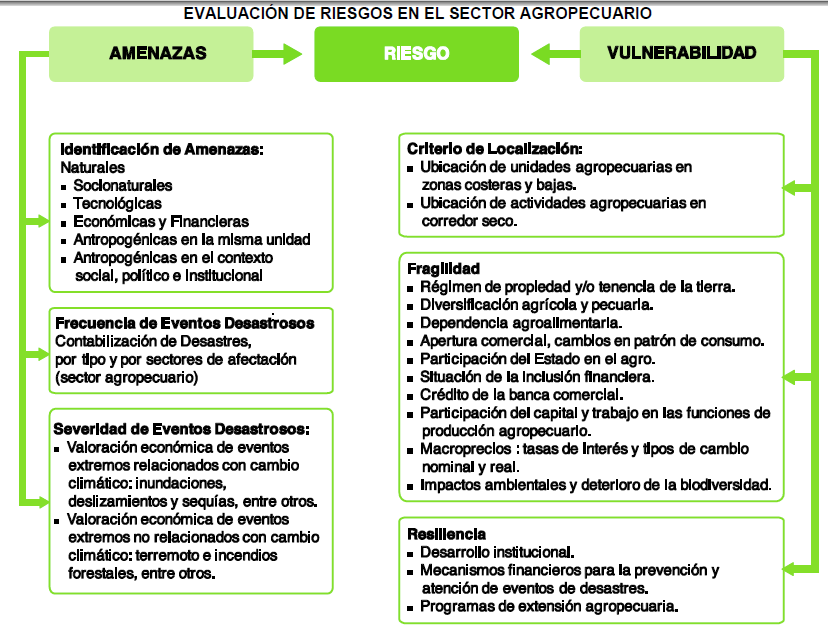 EVALUACIÓN DE RIESGOS EN EL SECTOR AGROPECUARIO
AMENAZAS
RIESGO
VULNERABILIDAD
Identificación de Amenazas:
Naturales
▪ Socionaturales
▪ Tecnológicas
▪ Económicas y Financieras
▪ Antropogénicas en la misma unidad
▪ Antropogénicas en el contexto
social, político e Institucional
Frecuencia de Eventos Desastrosos
Contabilización de Desastres,
por tipo y por sectores de afectación
(sector agropecuario)
Severidad de Eventos Desastrosos:
▪ Valoración económica de eventos
extremos relacionados con cambio
climático: inundaciones,
deslizamientos y sequías, entre otros.
▪ Valoración económica de eventos
extremos no relacionados con cambio
climático: terremoto e incendios
forestales, entre otros.
Criterio de Localización:
▪ Ubicación de unidades agropecuarias en
zonas costeras y bajas.
▪ Ubicación de actividades agropecuarias en
corredor seco.
Fragilidad
▪ Régimen de propiedad y/o tenencia de la tierra.
▪ Diversificación agrícola y pecuaria.
▪ Dependencia agroalimentaria.
▪ Apertura comercial, cambios en patrón de consumo.
▪ Participación del Estado en el agro.
▪ Situación de la inclusión financiera.
▪ Crédito de la banca comercial.
▪ Participación del capital y trabajo en las funciones de
producción agropecuario.
▪ Macroprecios : tasas de interés y tipos de cambio
nominal y real.
▪ Impactos ambientales y deterioro de la biodiversidad.
Resiliencia
▪ Desarrollo institucional.
▪ Mecanismos financieros para la prevención y
atención de eventos de desastres.
▪ Programas de extensión agropecuaria.